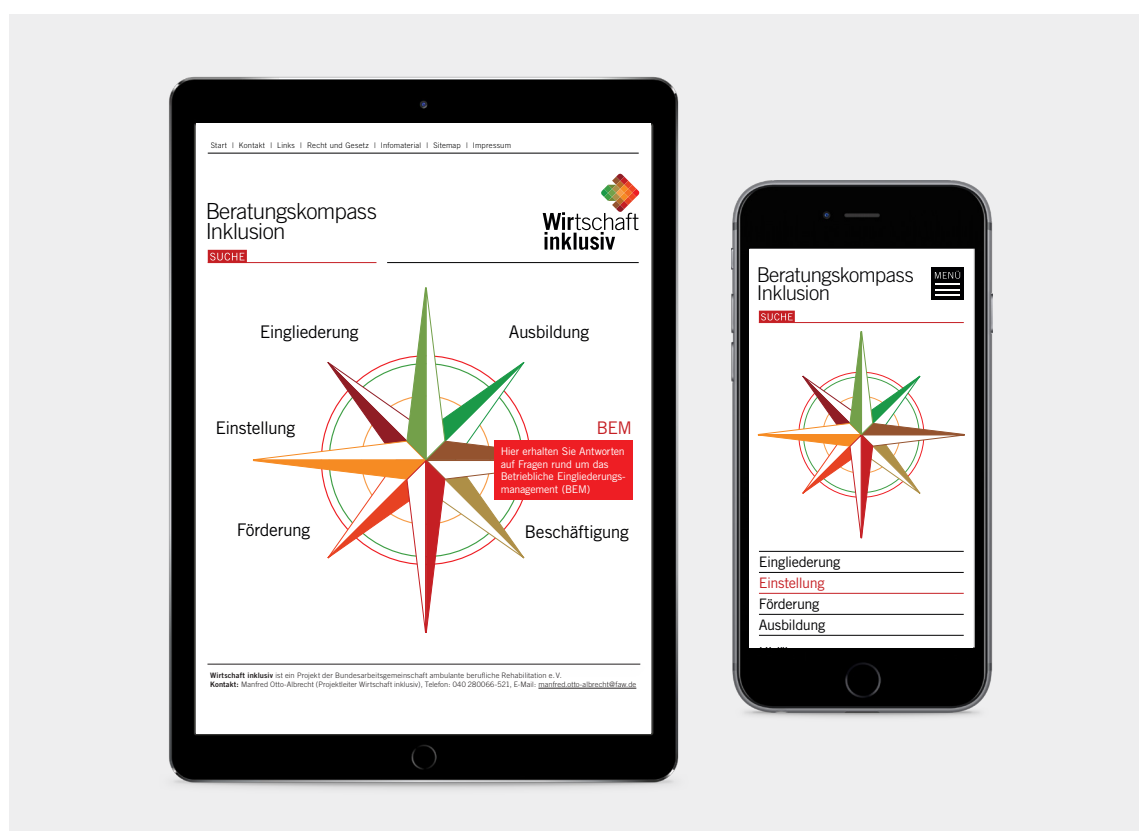 Start | Kontakt | Links | Recht und Gesetz | Infomaterial | Sitemap | Impressum
Beratungskompass
Inklusion
SUCHE
Wirtschaft
inklusiv
Eingliederung
Ausbildung
Einstellung
BEM
Hier erhalten Sie Antworten
auf Fragen rund um das
Betriebliche Eingliederungs-
management (BEM)
Förderung
Beschäftigung
Wirtschaft inklusiv ist ein Projekt der Bundesarbeitsgemeinschaft ambulante berufliche Rehabilitation e. V.
Kontakt: Manfred Otto-Albrecht (Projektleiter Wirtschaft inklusiv), Telefon: 040 280066-521, E-Mail: manfred.otto-albrecht@faw.de
Beratungskompass
Inklusion
MENÜ
SUCHE
Eingliederung
Einstellung
Förderung
Ausbildung